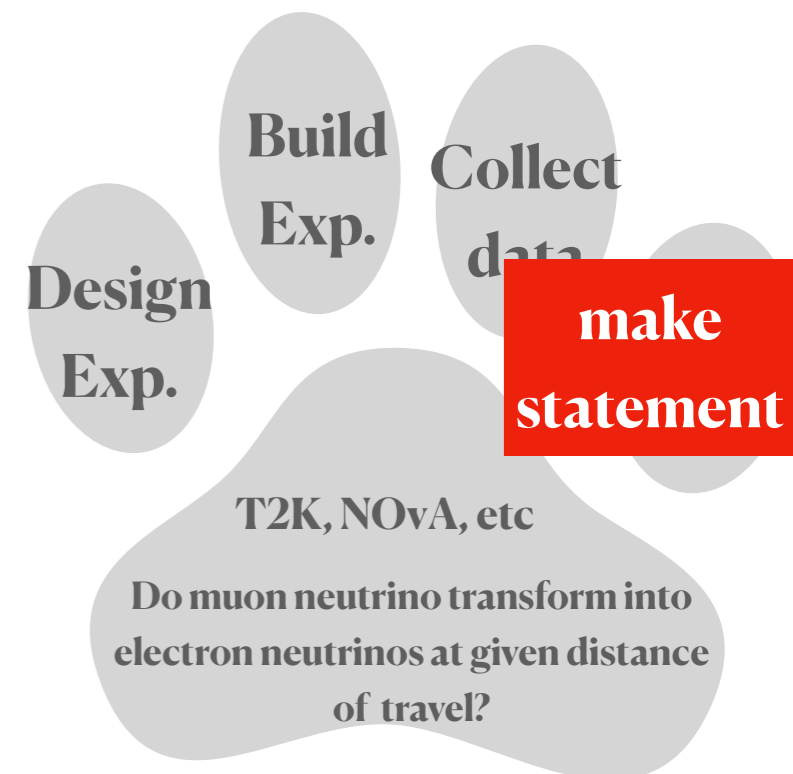 Build
Exp.
Collect
data
Design
Exp.
make
statement
T2K, NOvA, etc
Do muon neutrino transform into
electron neutrinos at given distance
of travel?